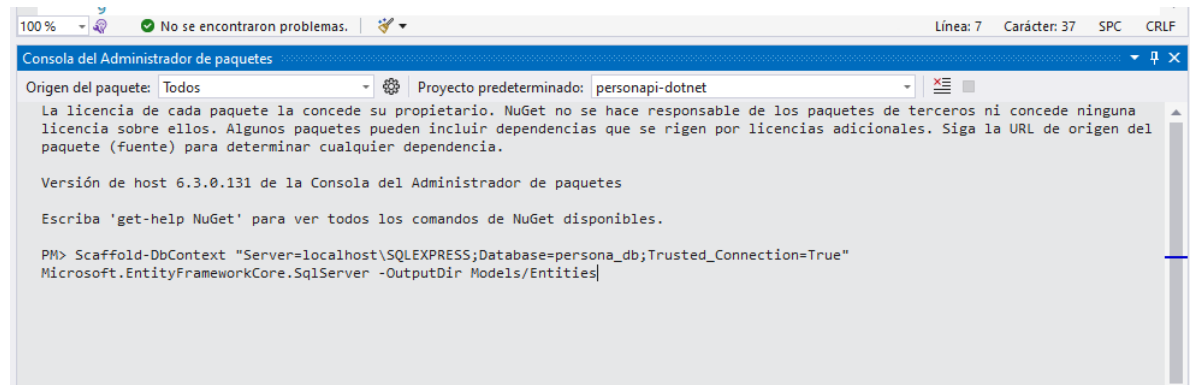 100 %
No se encontraron problemas.
Línea: 7
Carácter: 37
SPC
CRLF
Consola del Administrador de paquetes
Origen del paquete: Todos
Proyecto predeterminado: personapi-dotnet
La licencia de cada paquete la concede su propietario. NuGet no se hace responsable de los paquetes de terceros ni concede ninguna
licencia sobre ellos. Algunos paquetes pueden incluir dependencias que se rigen por licencias adicionales. Siga la URL de origen del
paquete (fuente) para determinar cualquier dependencia.
Versión de host 6.3.0.131 de la Consola del Administrador de paquetes
Escriba 'get-help NuGet' para ver todos los comandos de NuGet disponibles.
PM> Scaffold-DbContext "Server=localhost\SQLEXPRESS;Database=persona_db;Trusted_Connection=True"
Microsoft.EntityFrameworkCore.SqlServer -OutputDir Models/Entities